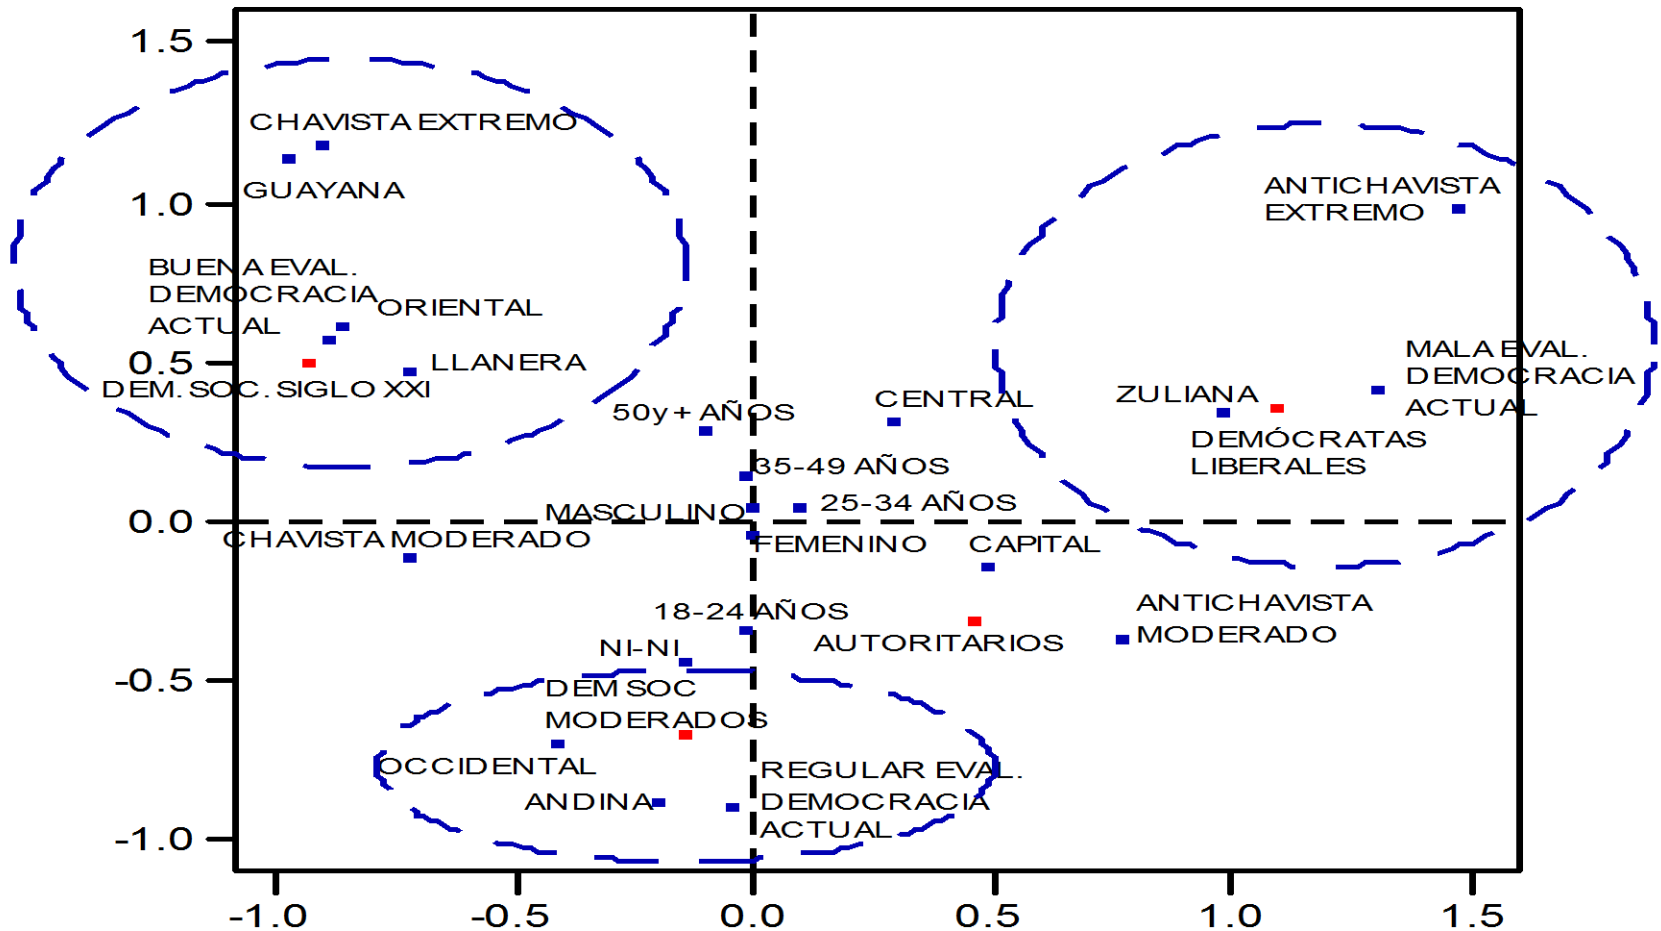 1.5
CHAVISTA EXTREMO
GUAYANA
1.0
ANTICHAVISTA
EXTREMO
BUENA EVAL.
DEMOCRACIA
ACTUAL
ORIENTAL
LLANERA
0.5
DEM. SOC. SIGLO XXI
MALA EVAL.
DEMOCRACIA
ACTUAL
ZULIANA
DEMÓCRATAS
LIBERALES
50y + AÑOS
CENTRAL
35-49 AÑOS
MASCULINO
25-34 AÑOS
0.0
CHAVISTA MODERADO
FEMENINO
CAPITAL
18-24 AÑOS
AUTORITARIOS
ANTICHAVISTA
MODERADO
NI-NI
-0.5
DEM SOC
MODERADOS
OCCIDENTAL
ANDINA
REGULAR EVAL.
DEMOCRACIA
ACTUAL
-1.0
-1.0
-0.5
0.0
0.5
1.0
1.5